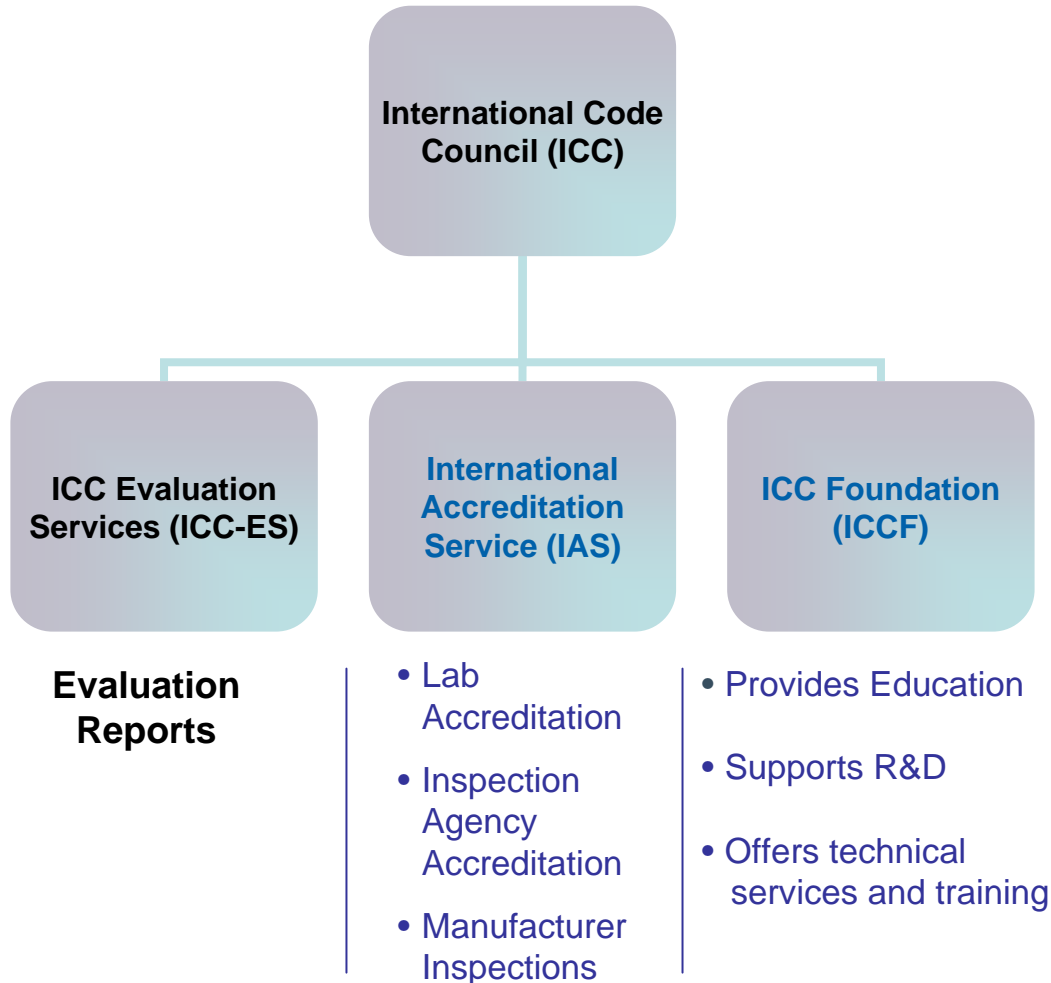 International Code
Council (ICC)
ICC Evaluation
Services (ICC-ES)
International
Accreditation
Service (IAS)
ICC Foundation
(ICCF)
Evaluation
Reports
• Lab
Accreditation
• Inspection
Agency
Accreditation
• Manufacturer
Inspections
• Provides Education
• Supports R&D
• Offers technical
services and training